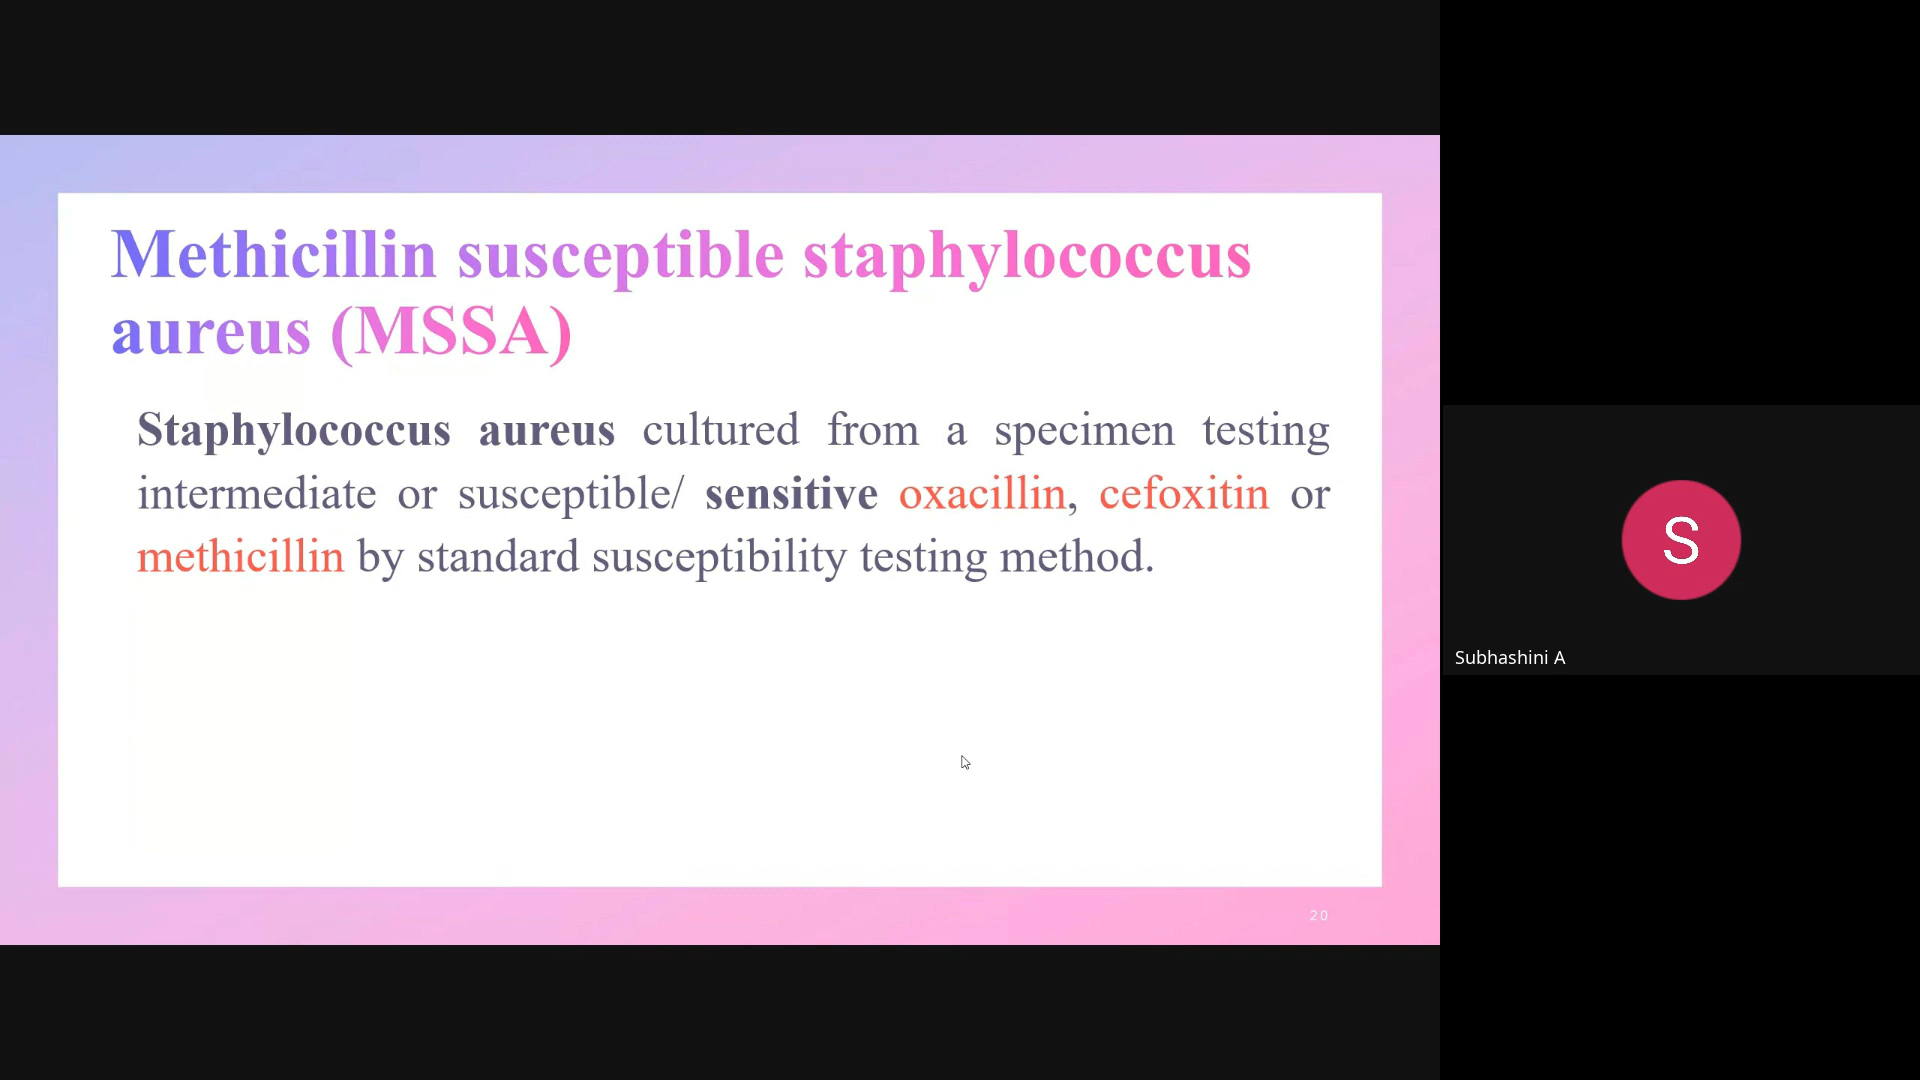 Methicillin susceptible staphylococcus
aureus (MSSA)
Staphylococcus aureus cultured from a specimen testing
intermediate or susceptible/ sensitive oxacillin, cefoxitin or
methicillin by standard susceptibility testing method.
20
S
Subhashini A